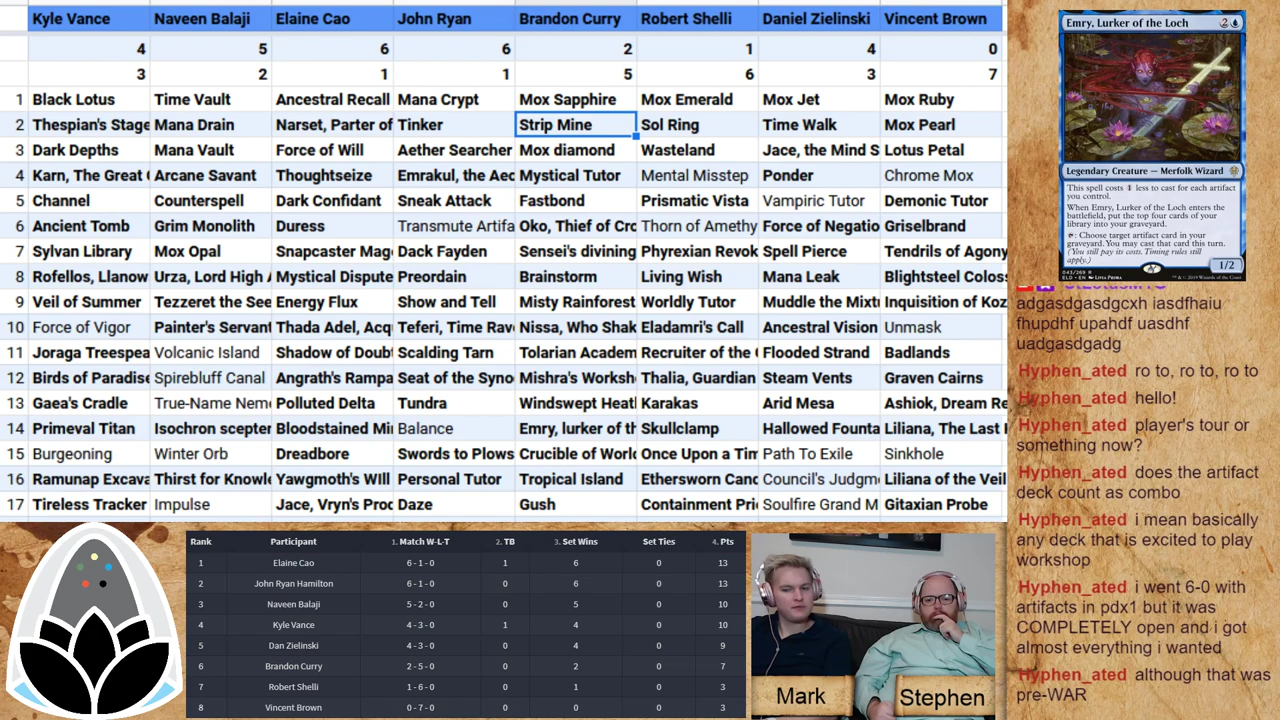 Kyle Vance Naveen Balaji Elaine Cao John Ryan Brandon Curry Robert Shelli Daniel Zielinski Vincent Brown
4 5 6 6 2 1 4 0
3 2 1 1 5 6 3 7
1 Black Lotus Time Vault Ancestral Recall Mana Crypt Mox Sapphire Mox Emerald Mox Jet Mox Ruby
2 Thespian's Stage Mana Drain Narset, Parter of Tinker Strip Mine Sol Ring Time Walk Mox Pearl
3 Dark Depths Mana Vault Force of Will Aether Searcher Mox diamond Wasteland Jace, the Mind S Lotus Petal
4 Karn, The Great Arcane Savant Thoughtseize Emrakul, the Aeo Mystical Tutor Mental Misstep Ponder Chrome Mox
5 Channel Counterspell Dark Confidant Sneak Attack Fastbond Prismatic Vista Vampiric Tutor Demonic Tutor
6 Ancient Tomb Grim Monolith Duress Transmute Artifa Oko, Thief of Cro Thorn of Amethy Force of Negatio Griselbrand
7 Sylvan Library Mox Opal Snapcaster Mag Dack Fayden Sensei's divining Phyrexian Revok Spell Pierce Tendrils of Agony
8 Rofellos, Llanow Urza, Lord High A Mystical Dispute Preordain Brainstorm Living Wish Mana Leak Blightsteel Coloss
9 Veil of Summer Tezzeret the See Energy Flux Show and Tell Misty Rainforest Worldly Tutor Muddle the Mixtu Inquisition of Koz
10 Force of Vigor Painter's Servant Thada Adel, Acq Teferi, Time Rav Nissa, Who Shak Eladamri's Call Ancestral Vision Unmask
11 Joraga Treespea Volcanic Island Shadow of Doubt Scalding Tarn Tolarian Academ Recruiter of the Flooded Strand Badlands
12 Birds of Paradise Spirebluff Canal Angrath's Rampa Seat of the Syno Mishra's Worksh Thalia, Guardian Steam Vents Graven Cairns
13 Gaea's Cradle True-Name Neme Polluted Delta Tundra Windswept Heath Karakas Arid Mesa Ashiok, Dream Re
14 Primeval Titan Isochron scepter Bloodstained Mi Balance Emry, lurker of th Skullclamp Hallowed Founta Liliana, The Last
15 Burgeoning Winter Orb Dreadbore Swords to Plows Crucible of World Once Upon a Tim Path To Exile Sinkhole
16 Ramunap Excava Thirst for Knowle Yawgmoth's WIll Personal Tutor Tropical Island Ethersworn Cano Council's Judgme Liliana of the Veil
17 Tireless Tracker Impulse Jace, Vryn's Prod Daze Gush Containment Prie Soulfire Grand M Gitaxian Probe
Rank Participant 1. Match W-L-T 2. TB 3. Set Wins Set Ties 4. Pts
1 Elaine Cao 6 - 1 - 0 1 6 0 13
2 John Ryan Hamilton 6 - 1 - 0 0 6 0 13
3 Naveen Balaji 5 - 2 - 0 0 5 0 10
4 Kyle Vance 4 - 3 - 0 1 4 0 10
5 Dan Zielinski 4 - 3 - 0 0 4 0 9
6 Brandon Curry 2 - 5 - 0 0 2 0 7
7 Robert Shelli 1 - 6 - 0 0 1 0 3
8 Vincent Brown 0 - 7 - 0 0 0 0 3
Mark
Stephen
Emry, Lurker of the Loch 2
Legendary Creature — Merfolk Wizard
This spell costs 1 less to cast for each artifact
you control.
When Emry, Lurker of the Loch enters the
battlefield, put the top four cards of your
library into your graveyard.
: Choose target artifact card in your
graveyard. You may cast that card this turn.
(You still pay its costs. Timing rules still
apply.)
1/2
adgasdgasdgcxh iasdfhaiu
fhupdhf upahdf uasdhf
uadgasdgadg
Hyphen_ated ro to, ro to, ro to
Hyphen_ated hello!
Hyphen_ated player's tour or
something now?
Hyphen_ated does the artifact
deck count as combo
Hyphen_ated i mean basically
any deck that is excited to play
workshop
Hyphen_ated i went 6-0 with
artifacts in pdx1 but it was
COMPLETELY open and i got
almost everything i wanted
Hyphen_ated although that was
pre-WAR